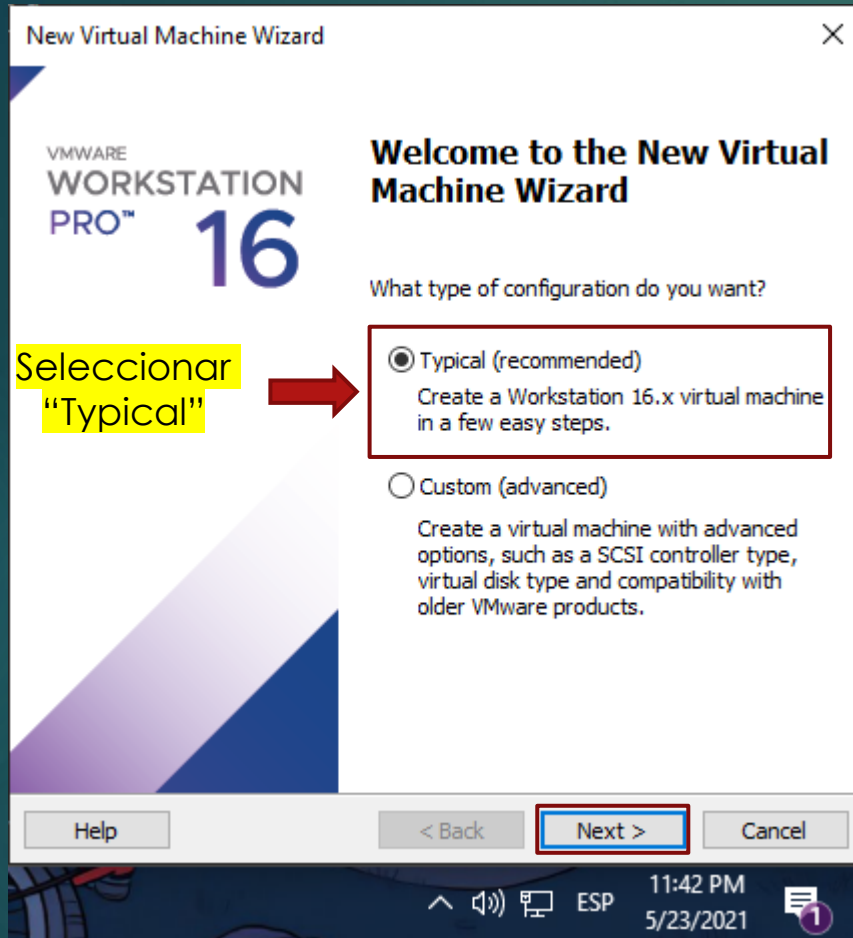 New Virtual Machine Wizard
VMWARE
WORKSTATION
PRO™ 16
Welcome to the New Virtual
Machine Wizard
What type of configuration do you want?
Seleccionar
“Typical”
Typical (recommended)
Create a Workstation 16.x virtual machine
in a few easy steps.
Custom (advanced)
Create a virtual machine with advanced
options, such as a SCSI controller type,
virtual disk type and compatibility with
older VMware products.
Help < Back Next > Cancel
ESP 11:42 PM
5/23/2021 1